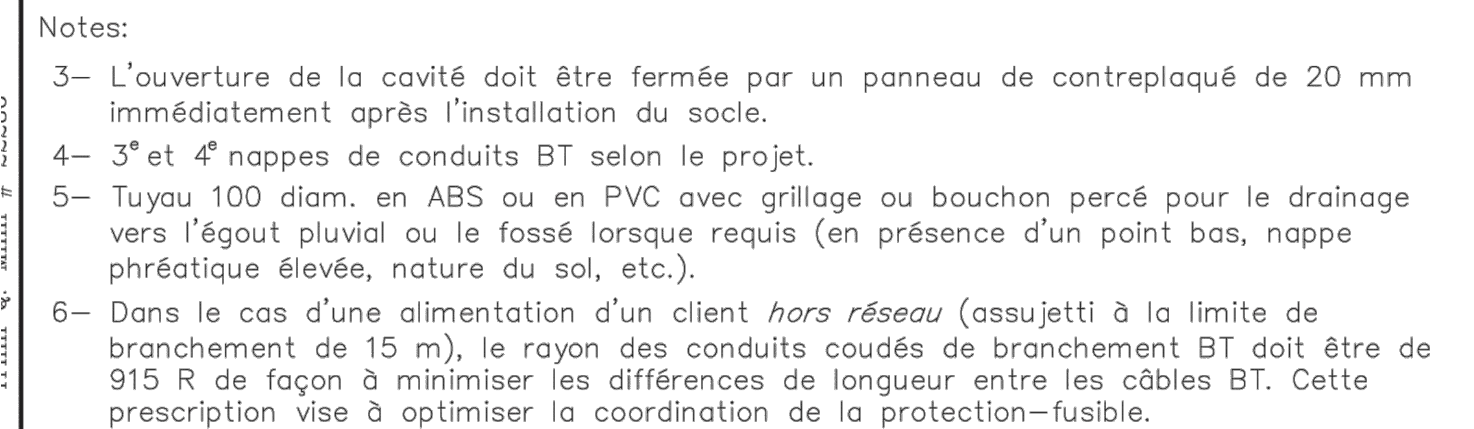 Notes:
3– L'ouverture de la cavité doit être fermée par un panneau de contreplaqué de 20 mm
immédiatement après l'installation du socle.
4– 3e et 4e nappes de conduits BT selon le projet.
5– Tuyau 100 diam. en ABS ou en PVC avec grillage ou bouchon percé pour le drainage
vers l'égout pluvial ou le fossé lorsque requis (en présence d'un point bas, nappe
phréatique élevée, nature du sol, etc.).
6– Dans le cas d'une alimentation d'un client hors réseau (assujetti à la limite de
branchement de 15 m), le rayon des conduits coudés de branchement BT doit être de
915 R de façon à minimiser les différences de longueur entre les câbles BT. Cette
prescription vise à optimiser la coordination de la protection–fusible.